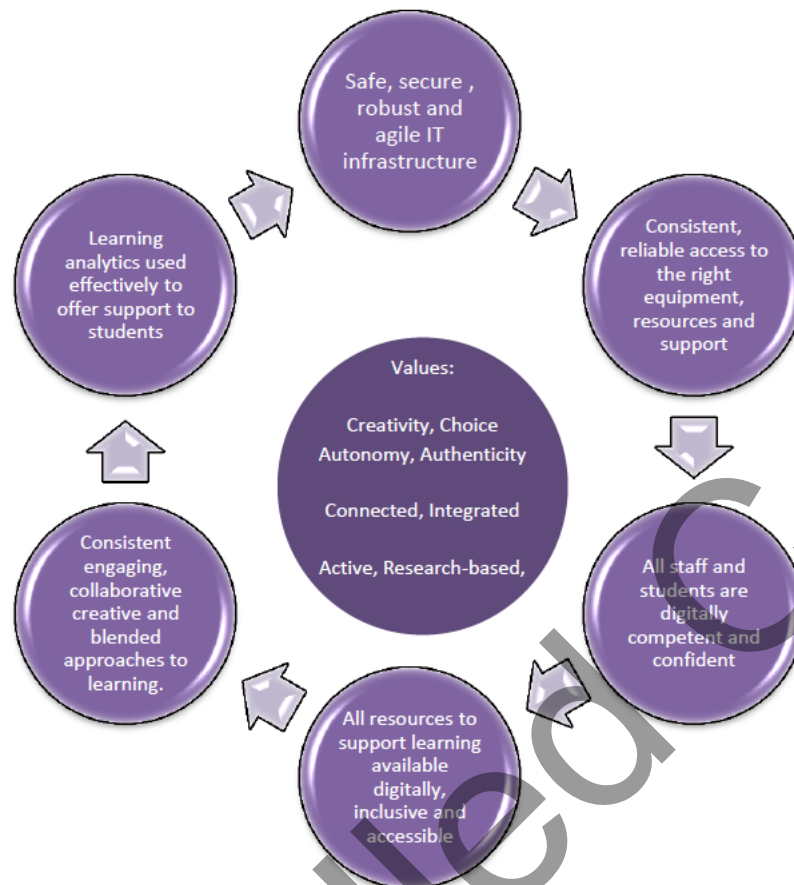 Safe, secure ,
robust and
agile IT
infrastructure
Consistent,
reliable access to
the right
equipment,
resources and
support
All staff and
students are
digitally
competent and
confident
All resources to
support learning
available
digitally,
inclusive and
accessible
Consistent
engaging,
collaborative
creative and
blended
approaches to
learning.
Learning
analytics used
effectively to
offer support to
students
Values:
Creativity, Choice
Autonomy, Authenticity
Connected, Integrated
Active, Research-based,